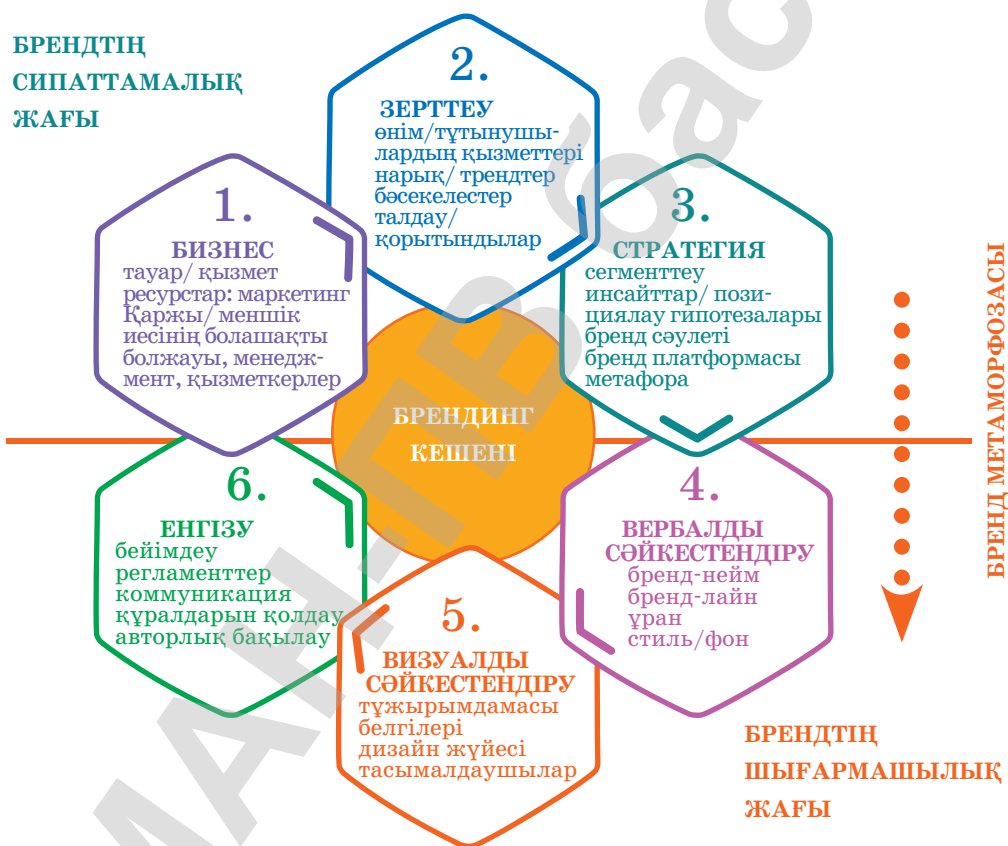 БРЕНДТІҢ
СИПАТТАМАЛЫҚ
ЖАҒЫ
1.
БИЗНЕС
тауар/ қызмет
ресурстар: маркетинг
Қаржы/ меншік
иесінің болашақты
болжауы, менедж-
мент, қызметкерлер
2.
ЗЕРТТЕУ
өнім/тұтынушы-
лардың қызметтері
нарық/ трендтер
бәсекелестер
талдау/
қорытындылар
3.
СТРАТЕГИЯ
сегменттеу
инсайттар/ пози-
циялау гипотезалары
бренд сәулеті
бренд платформасы
метафора
БРЕНДИНГ
КЕШЕНІ
4.
ВЕРБАЛДЫ
СӘЙКЕСТЕНДІРУ
бренд-нейм
бренд-лайн
ұран
стиль/фон
5.
ВИЗУАЛДЫ
СӘЙКЕСТЕНДІРУ
тұжырымдамасы
белгілері
дизайн жүйесі
тасымалдаушылар
6.
ЕНГІЗУ
бейімдеу
регламенттер
коммуникация
құралдарын қолдау
авторлық бақылау
БРЕНД МЕТАМОРФОЗАСЫ
БРЕНДТІҢ
ШЫҒАРМАШЫЛЫҚ
ЖАҒЫ